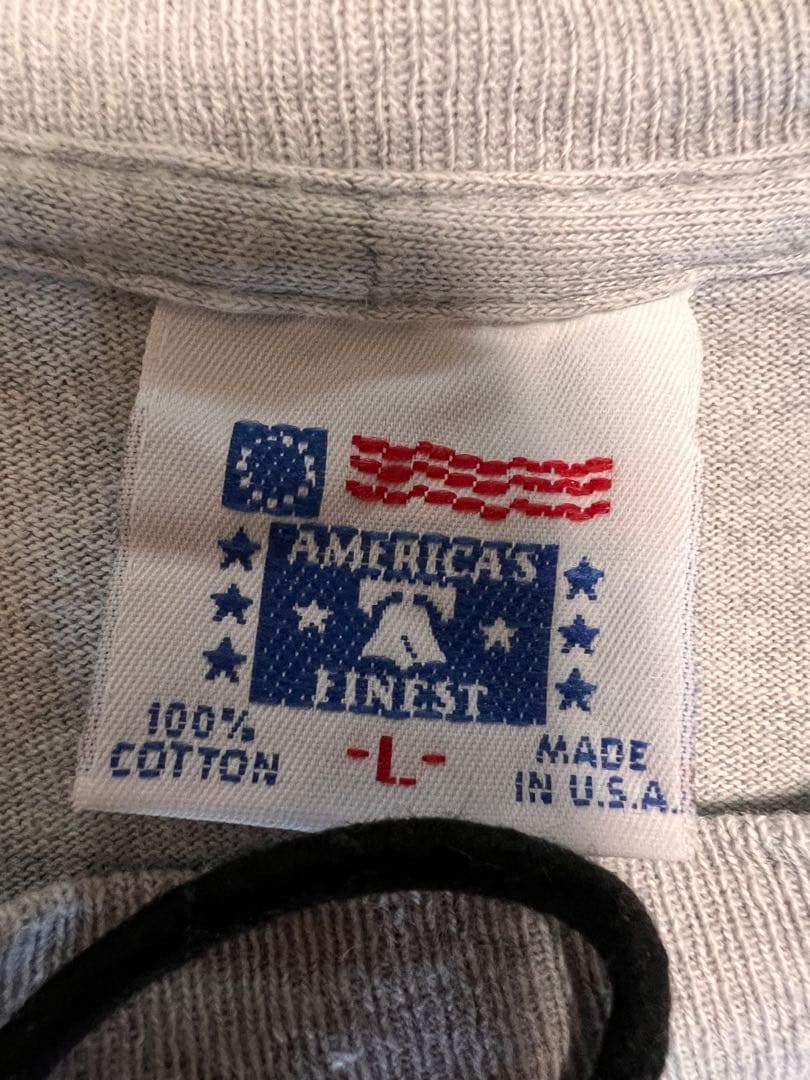 AMERICA'S
FINEST
100%
COTTON
-L-
MADE
IN U.S.A.